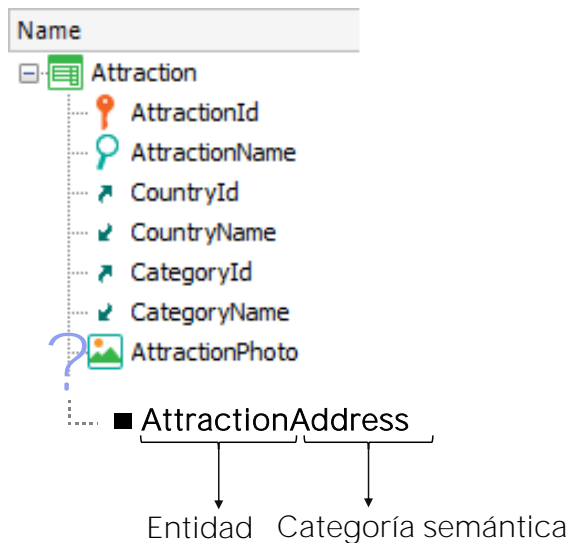 Name
Attraction
AttractionId
AttractionName
CountryId
CountryName
CategoryId
CategoryName
AttractionPhoto
?
AttractionAddress
Entidad Categoría semántica